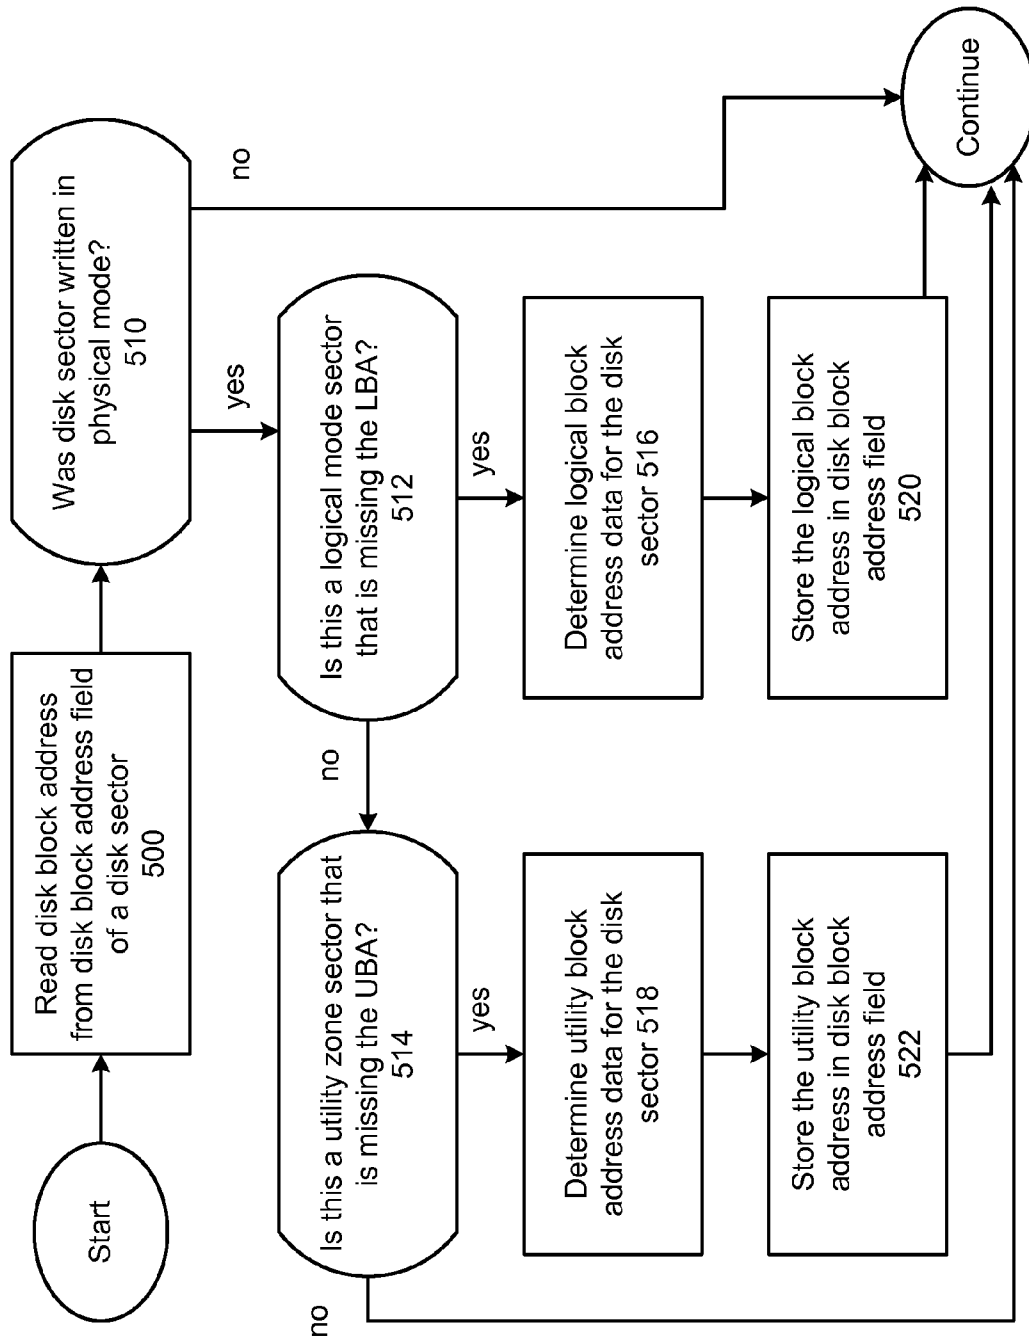 Start
Read disk block address
from disk block address field
of a disk sector
500
Was disk sector written in
physical mode?
510
no
yes
Is this a logical mode sector
that is missing the LBA?
512
no
yes
Is this a utility zone sector that
is missing the UBA?
514
no
yes
Determine logical block
address data for the disk
sector 516
Determine utility block
address data for the disk
sector 518
Store the logical block
address in disk block
address field
520
Store the utility block
address in disk block
address field
522
Continue